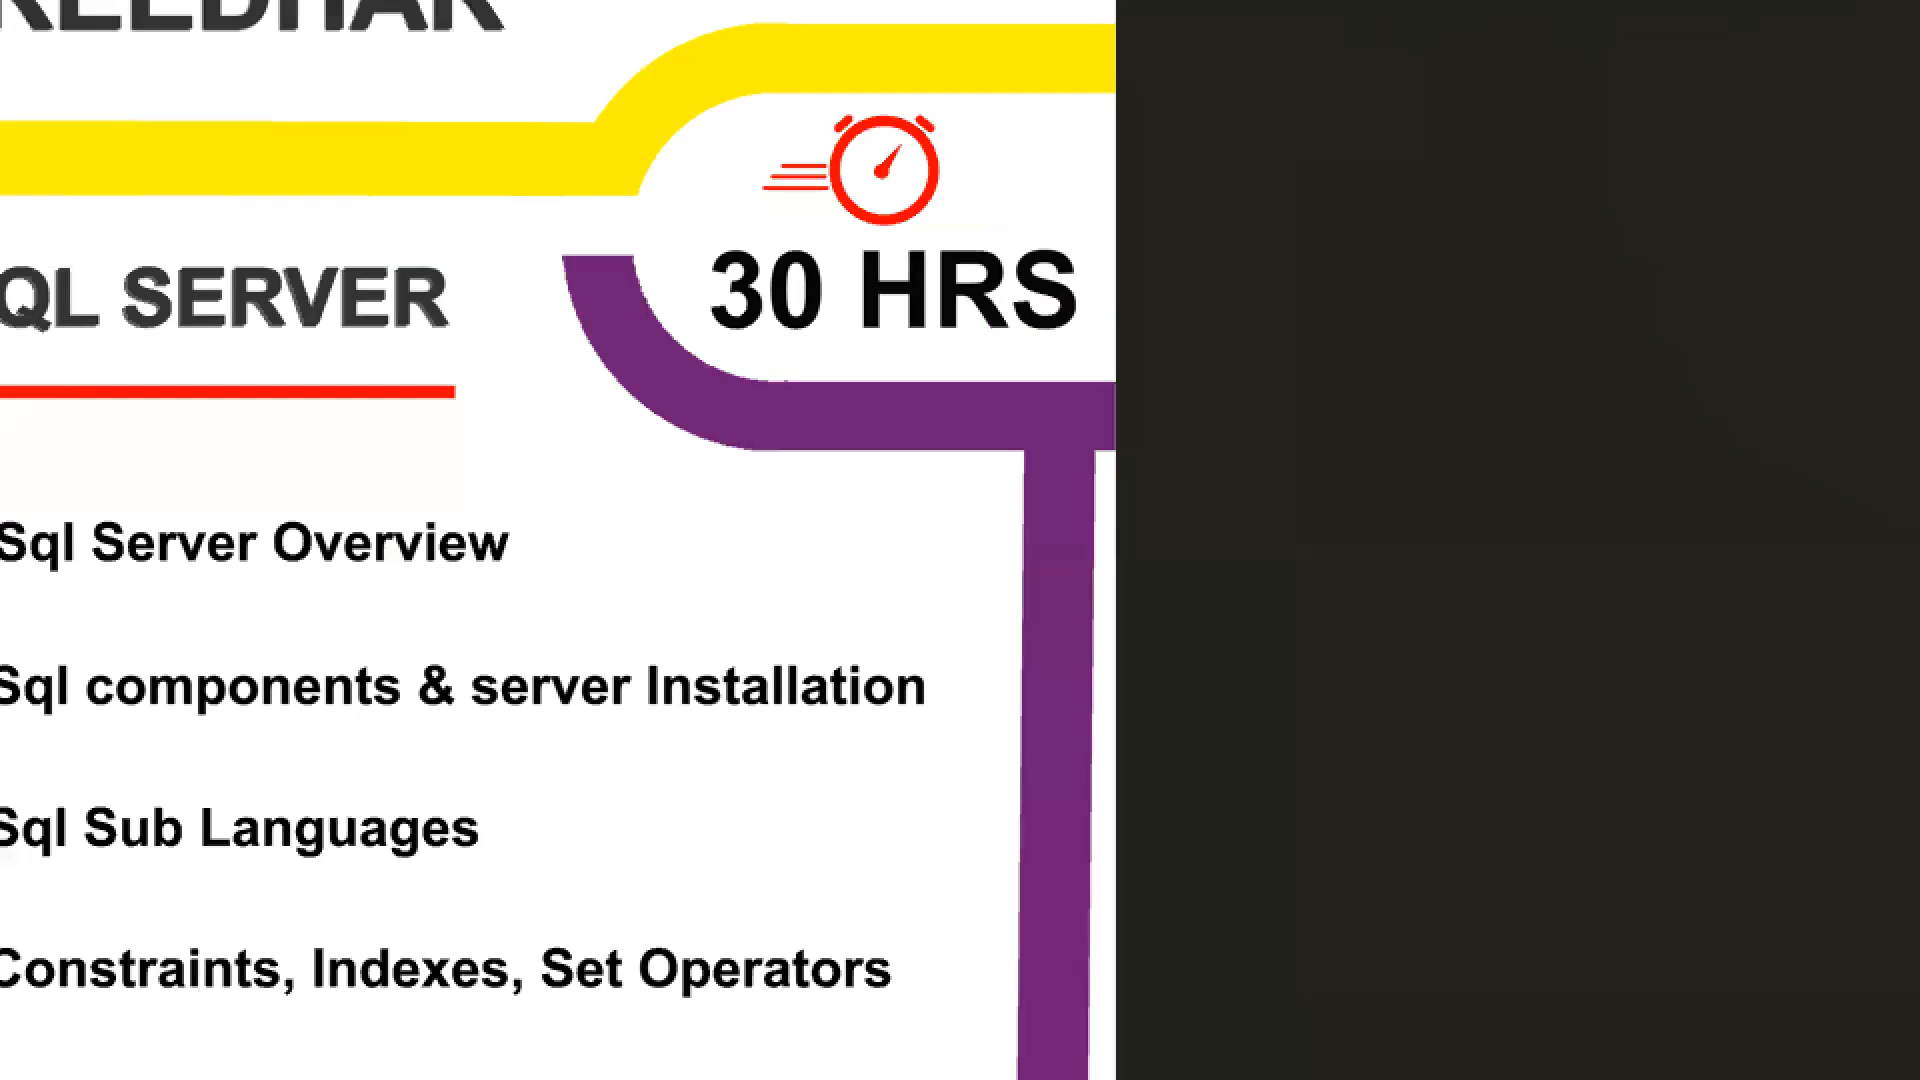 30 HRS
QL SERVER
Sql Server Overview
Sql components & server Installation
Sql Sub Languages
Constraints, Indexes, Set Operators